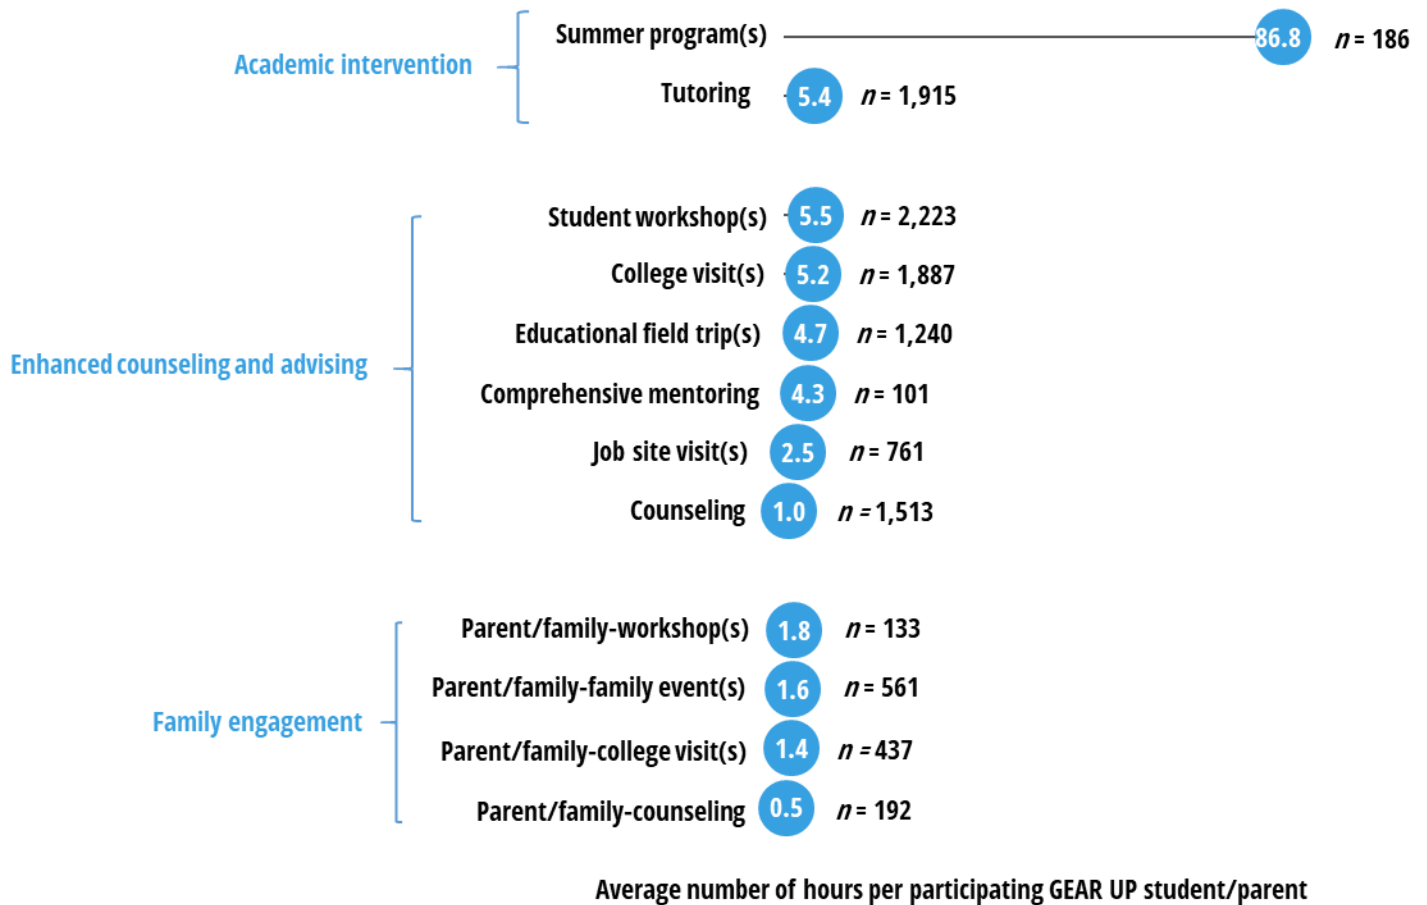 Academic intervention
Summer program(s) 86.8 n = 186
Tutoring 5.4 n = 1,915
Enhanced counseling and advising
Student workshop(s) 5.5 n = 2,223
College visit(s) 5.2 n = 1,887
Educational field trip(s) 4.7 n = 1,240
Comprehensive mentoring 4.3 n = 101
Job site visit(s) 2.5 n = 761
Counseling 1.0 n = 1,513
Family engagement
Parent/family-workshop(s) 1.8 n = 133
Parent/family-family event(s) 1.6 n = 561
Parent/family-college visit(s) 1.4 n = 437
Parent/family-counseling 0.5 n = 192
Average number of hours per participating GEAR UP student/parent